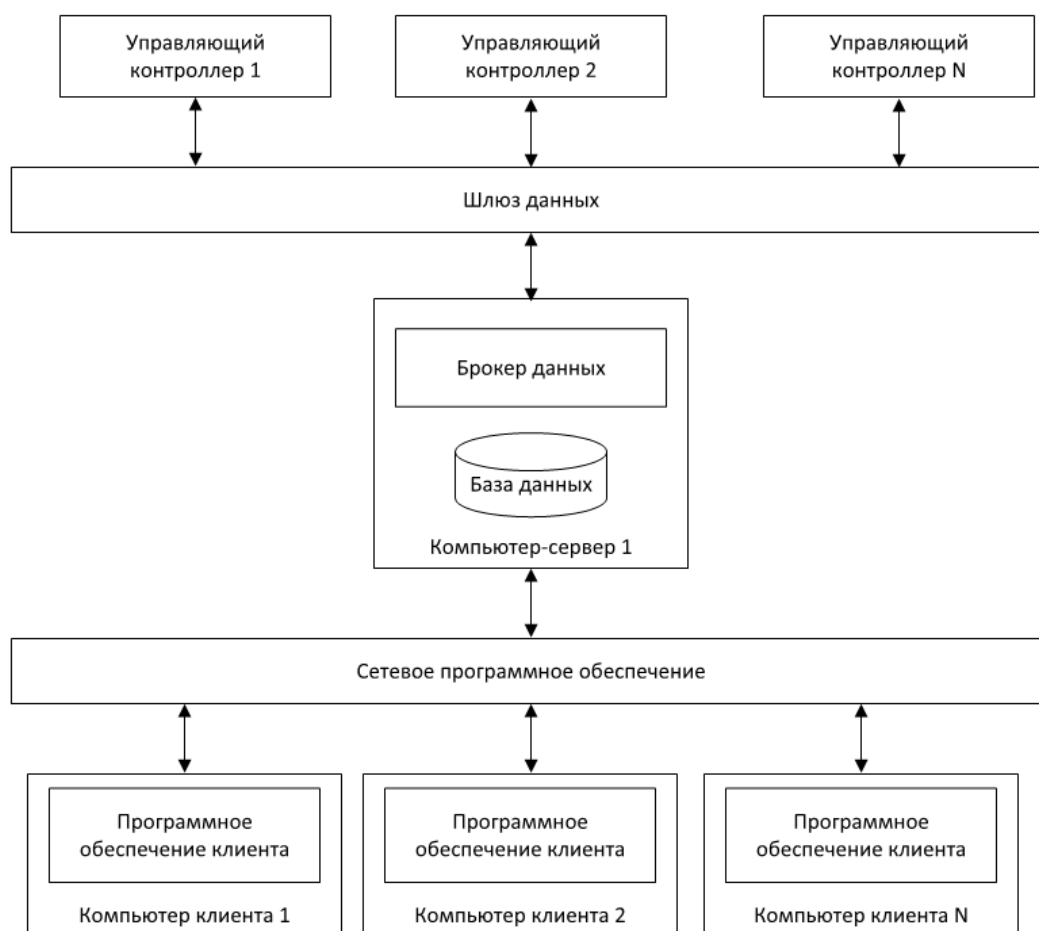 Управляющий
контроллер 1
Управляющий
контроллер 2
Управляющий
контроллер N
Шлюз данных
Брокер данных
База данных
Компьютер-сервер 1
Сетевое программное обеспечение
Программное
обеспечение клиента
Компьютер клиента 1
Программное
обеспечение клиента
Компьютер клиента 2
Программное
обеспечение клиента
Компьютер клиента N